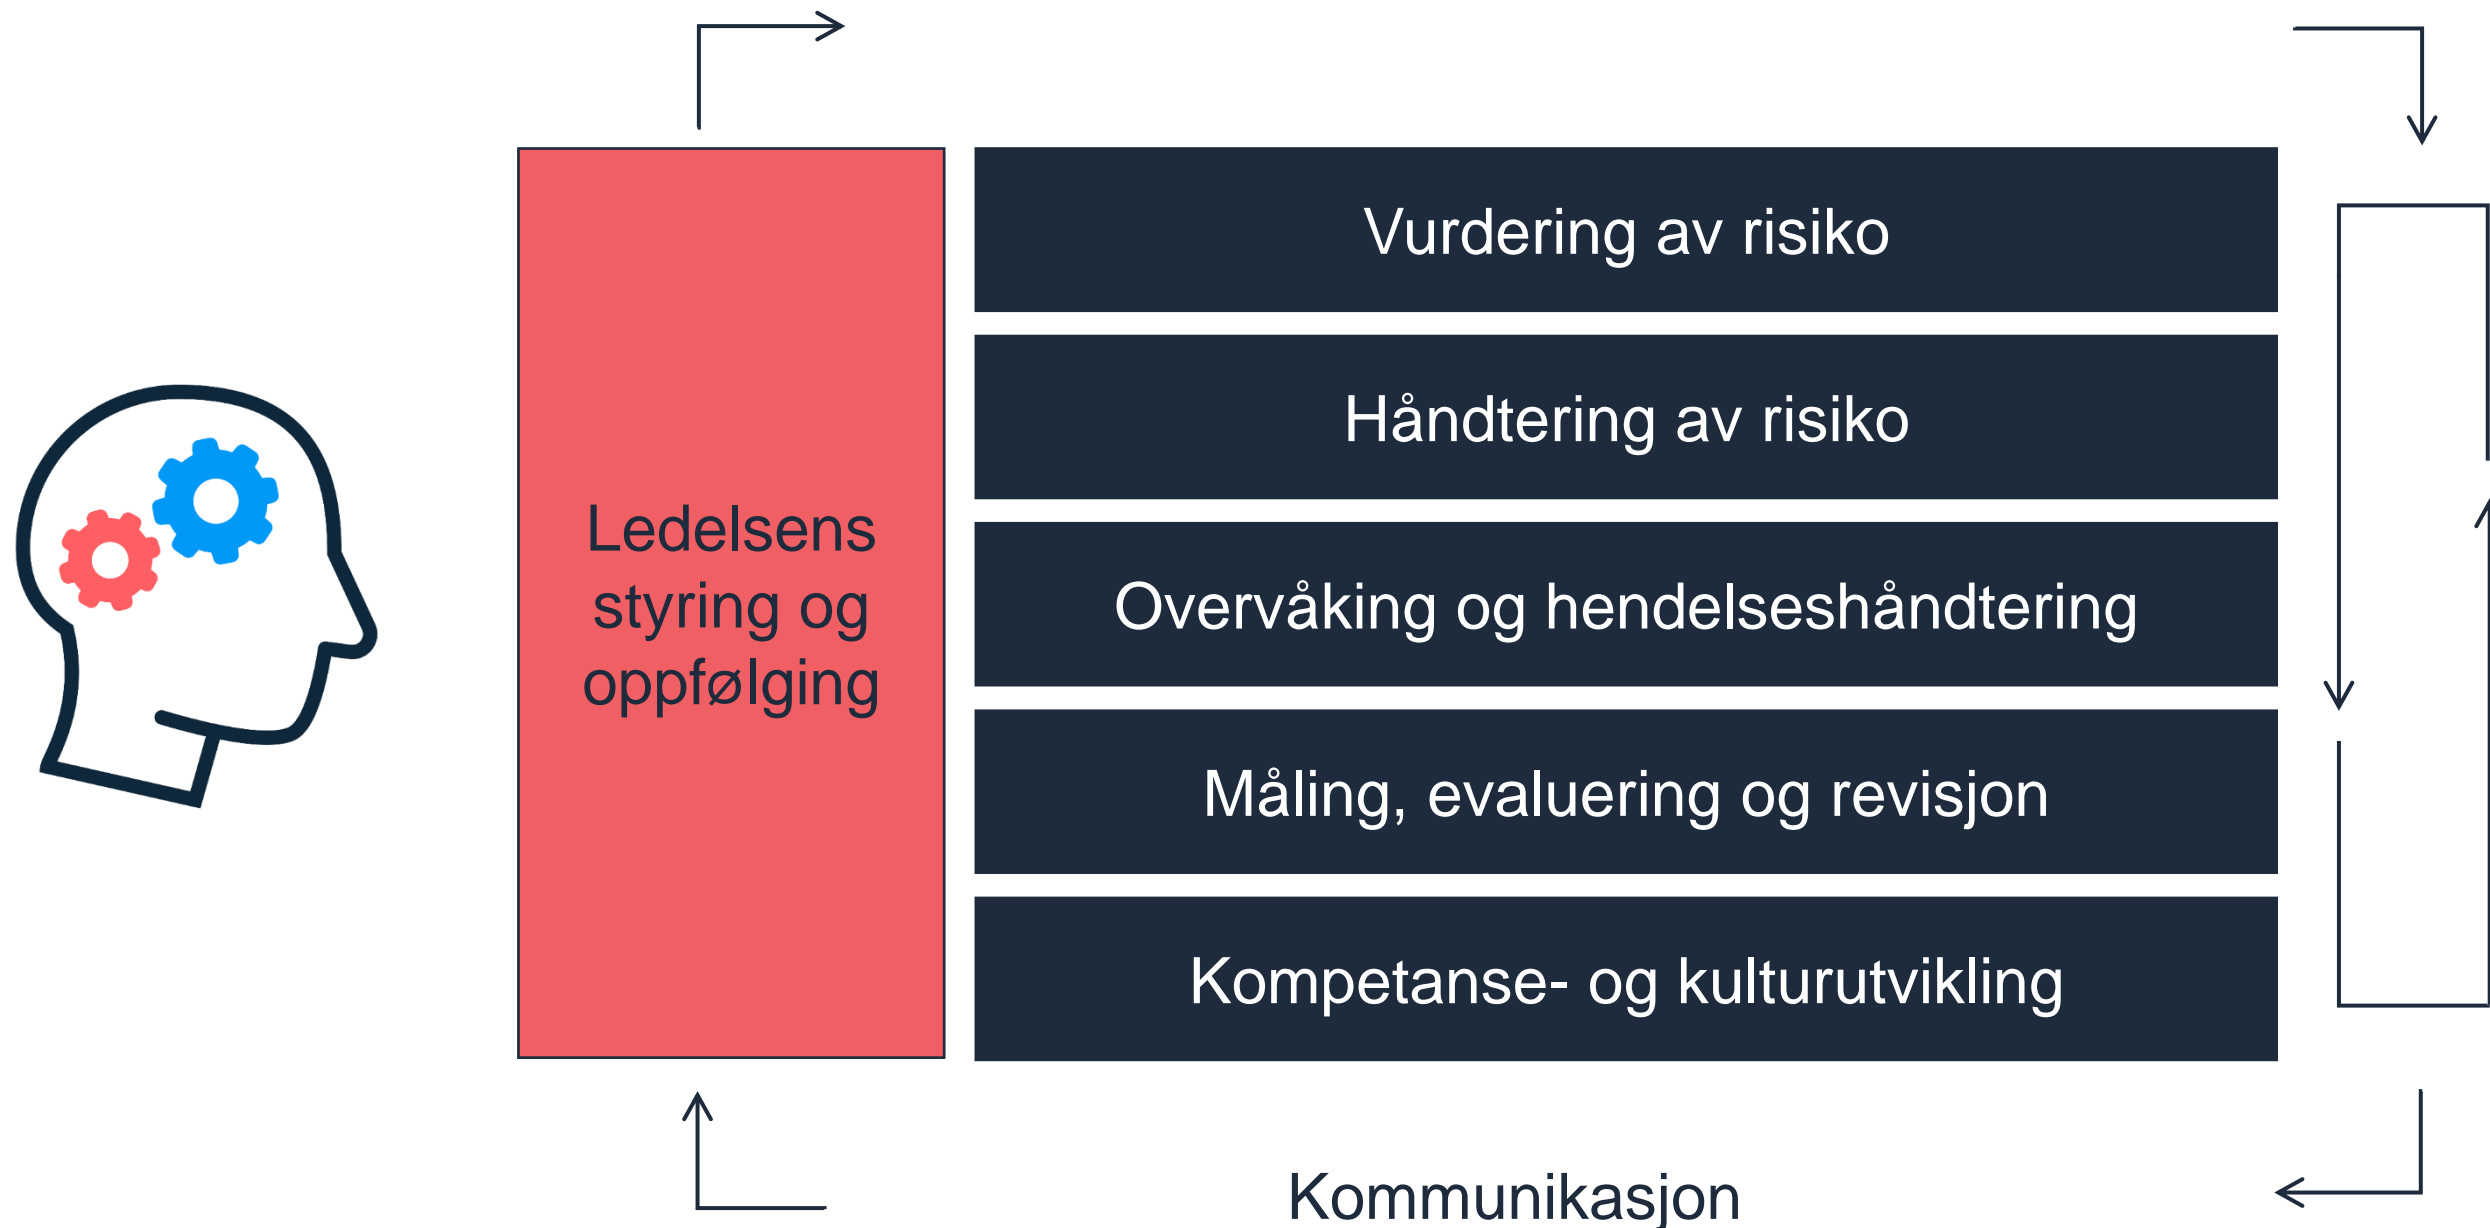 Ledelsens
styring og
oppfølging
Vurdering av risiko
Håndtering av risiko
Overvåking og hendelseshåndtering
Måling, evaluering og revisjon
Kompetanse- og kulturutvikling
Kommunikasjon